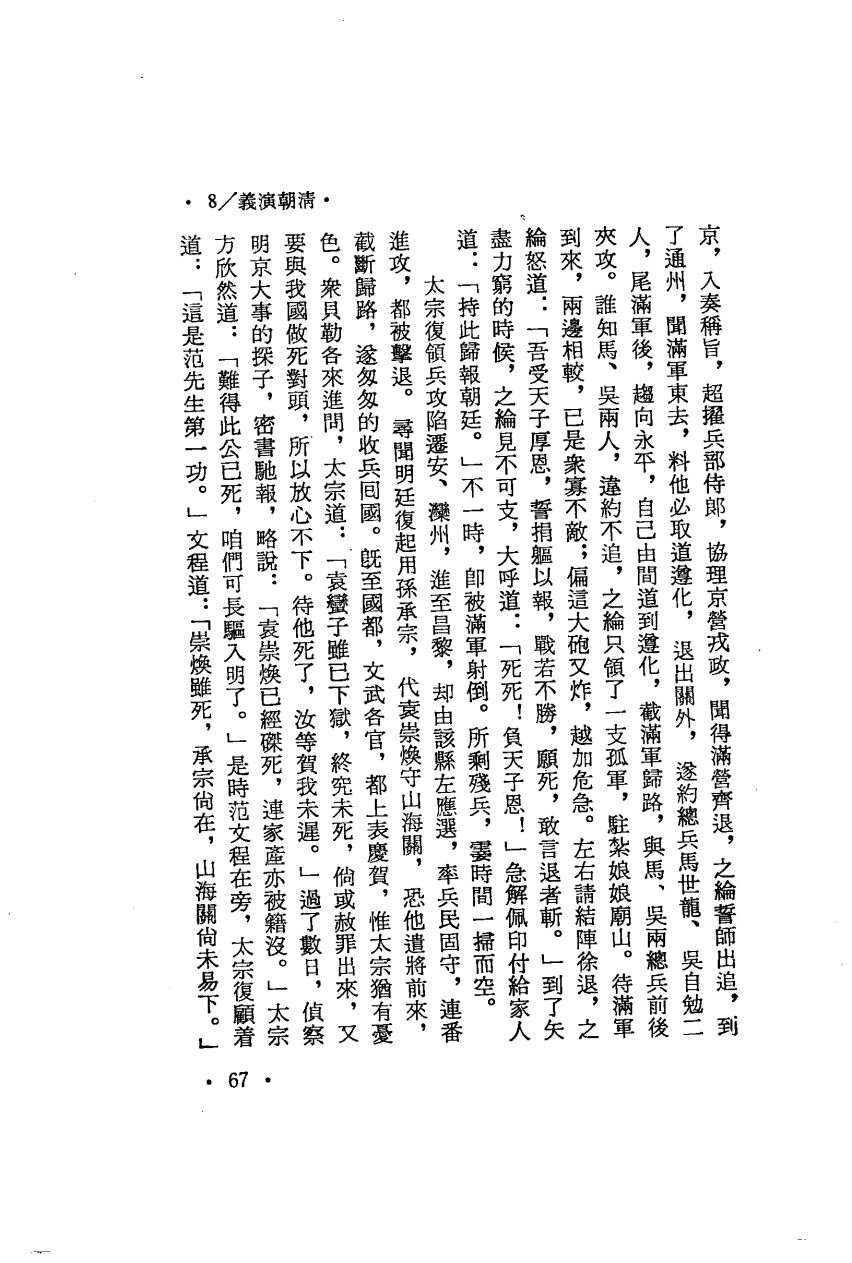 ·清朝演義/8·
京，入奏稱旨，超擢兵部侍郎，協理京營戎政，聞得滿營齊退，之綸誓師出追，到
了通州，聞滿軍東去，料他必取道遵化，退出關外，遂約總兵馬世龍、吳自勉二
人，尾滿軍後，趨向永平，自己由間道到遵化，截滿軍歸路，與馬、吳兩總兵前後
夾攻。誰知馬、吳兩人，違約不追，之綸只領了一支孤軍，駐紮娘娘廟山。待滿軍
到來，兩邊相較，已是衆寡不敵；偏這大砲又炸，越加危急。左右請結陣徐退，之
綸怒道：「吾受天子厚恩，誓捐軀以報，戰若不勝，願死，敢言退者斬。」到了矢
盡力窮的時候，之綸見不可支，大呼道：「死死！負天子恩！」急解佩印付給家人
道：「持此歸報朝廷。」不一時，卽被滿軍射倒。所剩殘兵，霎時間一掃而空。
太宗復領兵攻陷遷安、灤州，進至昌黎，却由該縣左應選，率兵民固守，連番
進攻，都被擊退。尋聞明廷復起用孫承宗，代袁崇煥守山海關，恐他遣將前來，
截斷歸路，遂匆匆的收兵囘國。旣至國都，文武各官，都上表慶賀，惟太宗猶有憂
色。衆貝勒各來進問，太宗道：「袁蠻子雖已下獄，終究未死，倘或赦罪出來，又
要與我國做死對頭，所以放心不下。待他死了，汝等賀我未遲。」過了數日，偵察
明京大事的探子，密書馳報，略說：「袁崇煥已經磔死，連家產亦被籍沒。」太宗
方欣然道：「難得此公已死，咱們可長驅入明了。」是時范文程在旁，太宗復顧着
道：「這是范先生第一功。」文程道：「崇煥雖死，承宗尙在，山海關尙未易下。」
·67·